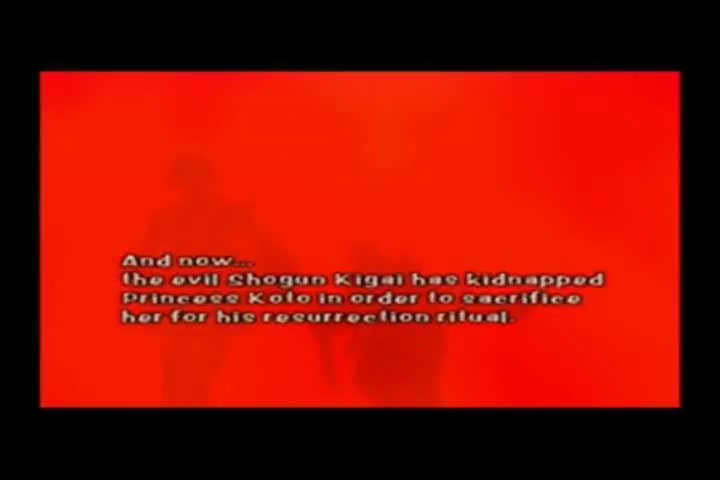 And now...
the evil Shogun Kigai has kidnapped
Princess Koto in order to sacrifice
her for his resurrection ritual.